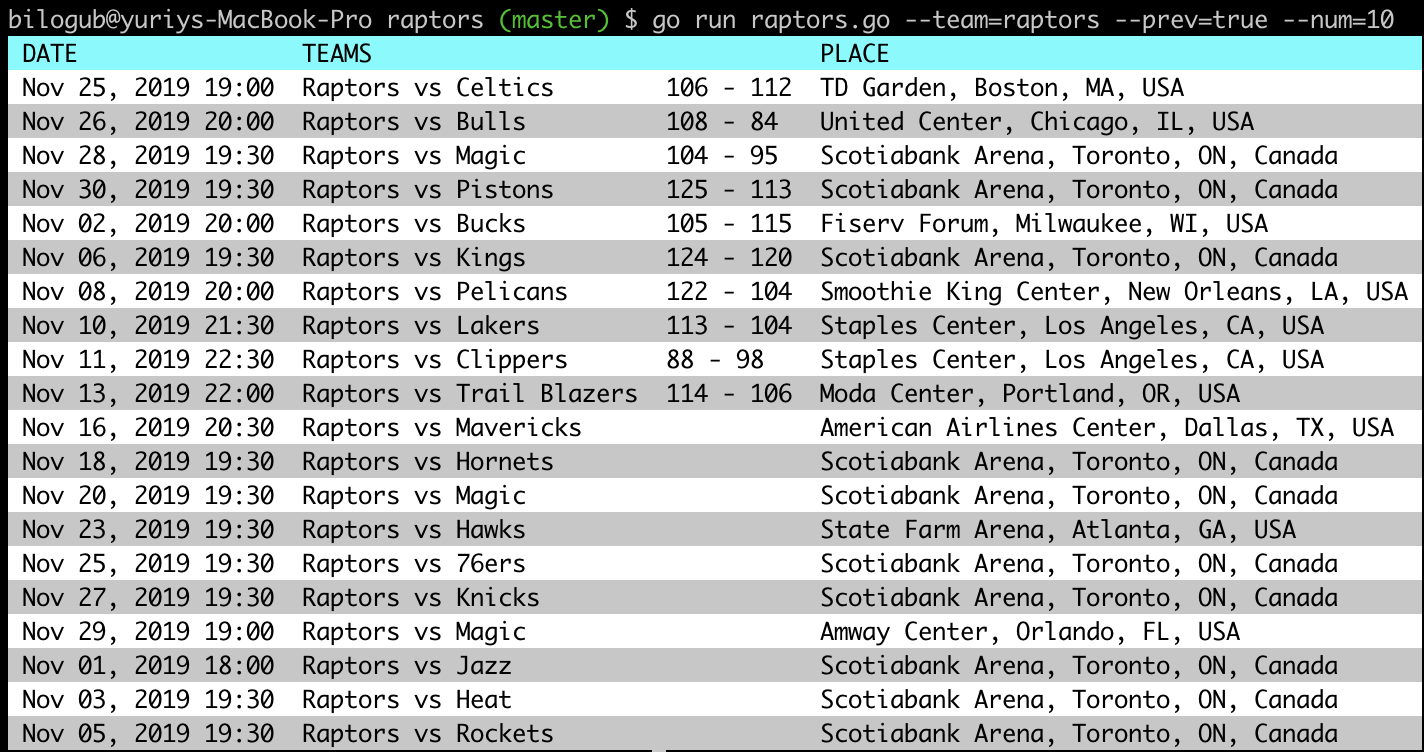 bilogub@yuriys-MacBook-Pro raptors (master) $ go run raptors.go --team=raptors --prev=true --num=10
DATE TEAMS PLACE
Nov 25, 2019 19:00 Raptors vs Celtics 106 - 112 TD Garden, Boston, MA, USA
Nov 26, 2019 20:00 Raptors vs Bulls 108 - 84 United Center, Chicago, IL, USA
Nov 28, 2019 19:30 Raptors vs Magic 104 - 95 Scotiabank Arena, Toronto, ON, Canada
Nov 30, 2019 19:30 Raptors vs Pistons 125 - 113 Scotiabank Arena, Toronto, ON, Canada
Nov 02, 2019 20:00 Raptors vs Bucks 105 - 115 Fiserv Forum, Milwaukee, WI, USA
Nov 06, 2019 19:30 Raptors vs Kings 124 - 120 Scotiabank Arena, Toronto, ON, Canada
Nov 08, 2019 20:00 Raptors vs Pelicans 122 - 104 Smoothie King Center, New Orleans, LA, USA
Nov 10, 2019 21:30 Raptors vs Lakers 113 - 104 Staples Center, Los Angeles, CA, USA
Nov 11, 2019 22:30 Raptors vs Clippers 88 - 98 Staples Center, Los Angeles, CA, USA
Nov 13, 2019 22:00 Raptors vs Trail Blazers 114 - 106 Moda Center, Portland, OR, USA
Nov 16, 2019 20:30 Raptors vs Mavericks American Airlines Center, Dallas, TX, USA
Nov 18, 2019 19:30 Raptors vs Hornets Scotiabank Arena, Toronto, ON, Canada
Nov 20, 2019 19:30 Raptors vs Magic Scotiabank Arena, Toronto, ON, Canada
Nov 23, 2019 19:30 Raptors vs Hawks State Farm Arena, Atlanta, GA, USA
Nov 25, 2019 19:30 Raptors vs 76ers Scotiabank Arena, Toronto, ON, Canada
Nov 27, 2019 19:30 Raptors vs Knicks Scotiabank Arena, Toronto, ON, Canada
Nov 29, 2019 19:00 Raptors vs Magic Amway Center, Orlando, FL, USA
Nov 01, 2019 18:00 Raptors vs Jazz Scotiabank Arena, Toronto, ON, Canada
Nov 03, 2019 19:30 Raptors vs Heat Scotiabank Arena, Toronto, ON, Canada
Nov 05, 2019 19:30 Raptors vs Rockets Scotiabank Arena, Toronto, ON, Canada